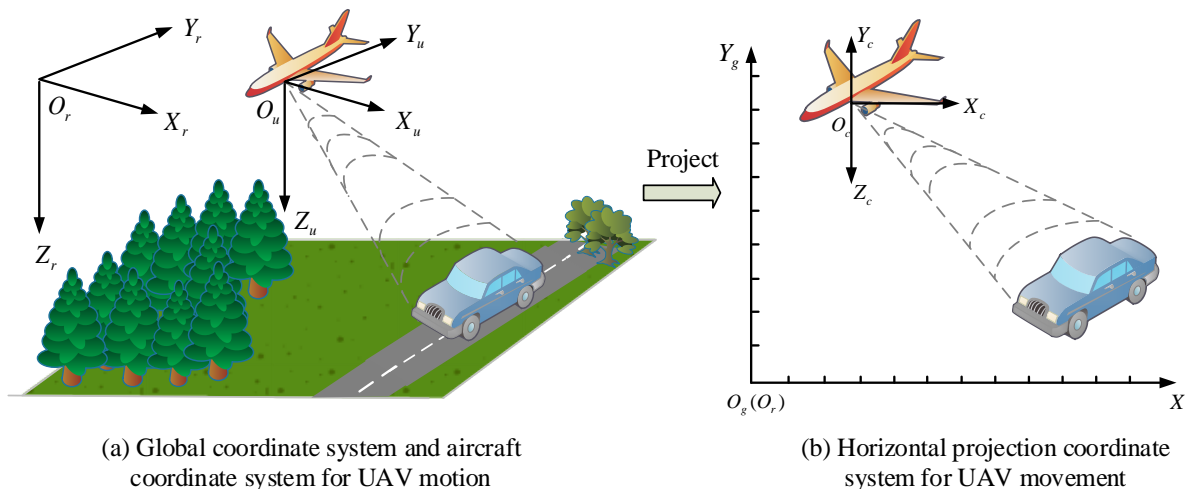 Y_r
O_r
X_r
Z_r
Y_u
O_u
X_u
Z_u
(a) Global coordinate system and aircraft
coordinate system for UAV motion
Project
Y_g
Y_c
O_c
X_c
Z_c
O_g(O_r)
X
(b) Horizontal projection coordinate
system for UAV movement